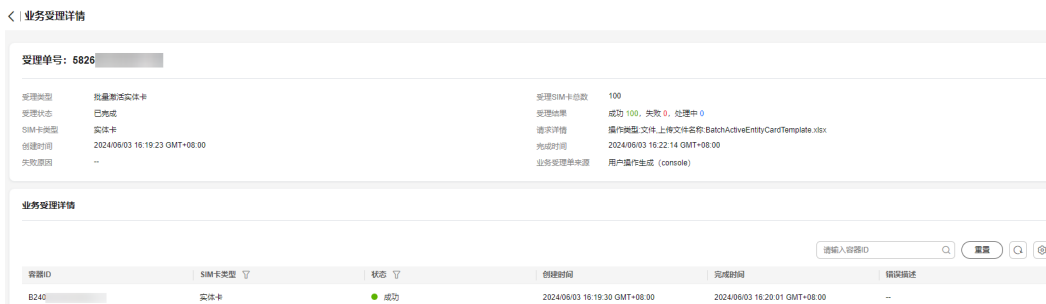 业务受理详情
受理单号：5826
受理类型 批量激活实体卡 受理SIM卡总数 100
受理状态 已完成 受理结果 成功 100，失败 0，处理中 0
SIM卡类型 实体卡 请求详情 操作类型:文件,上传文件名称:BatchActiveEntityCardTemplate.xlsx
创建时间 2024/06/03 16:19:23 GMT+08:00 完成时间 2024/06/03 16:22:14 GMT+08:00
失败原因 -- 业务受理单来源 用户操作生成（console）
业务受理详情
请输入容器ID 重置
容器ID SIM卡类型 状态 创建时间 完成时间 错误描述
B240 实体卡 成功 2024/06/03 16:19:30 GMT+08:00 2024/06/03 16:20:01 GMT+08:00 --